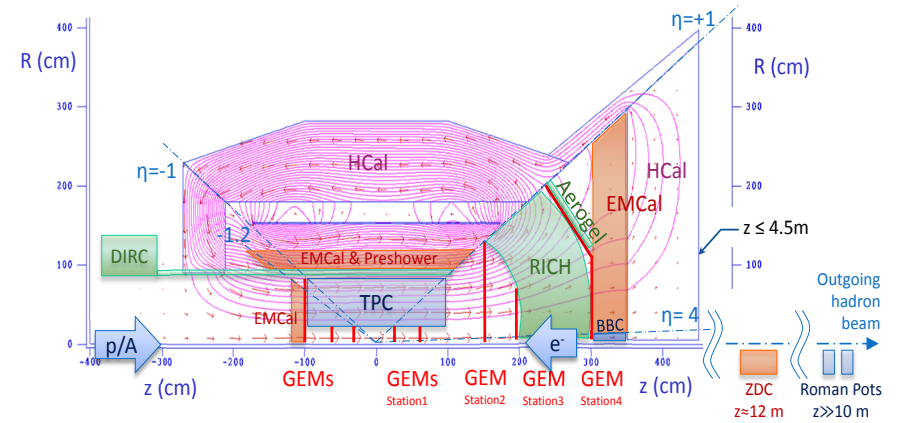 400
R (cm)
300
200
100
0
η=-1
-1.2
HCal
DIRC
EMCal & Preshower
TPC
EMCal
RICH
Aerogel
EMCal
HCal
BBC
η=+1
400
R (cm)
300
200
100
z ≤ 4.5m
η= 4
Outgoing
hadron
beam
p/A
e-
-400 -300 -200 -100 0 100 200 300 400
z (cm)
z (cm)
GEMs
GEMs
Station1
GEM
Station2
GEM
Station3
GEM
Station4
ZDC
z≈12 m
Roman Pots
z≫10 m